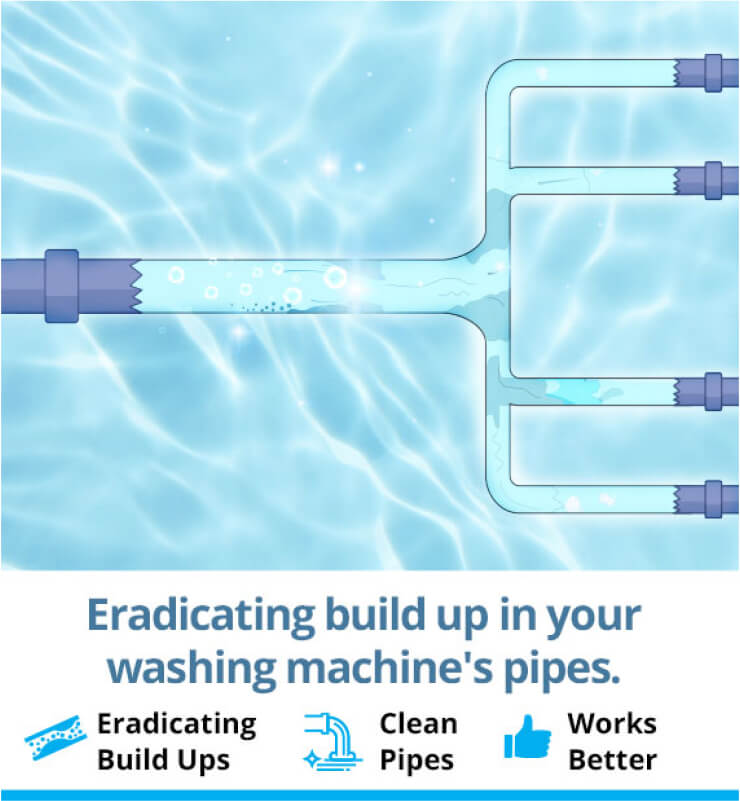 Eradicating build up in your
washing machine's pipes.
Eradicating
Build Ups
Clean
Pipes
Works
Better